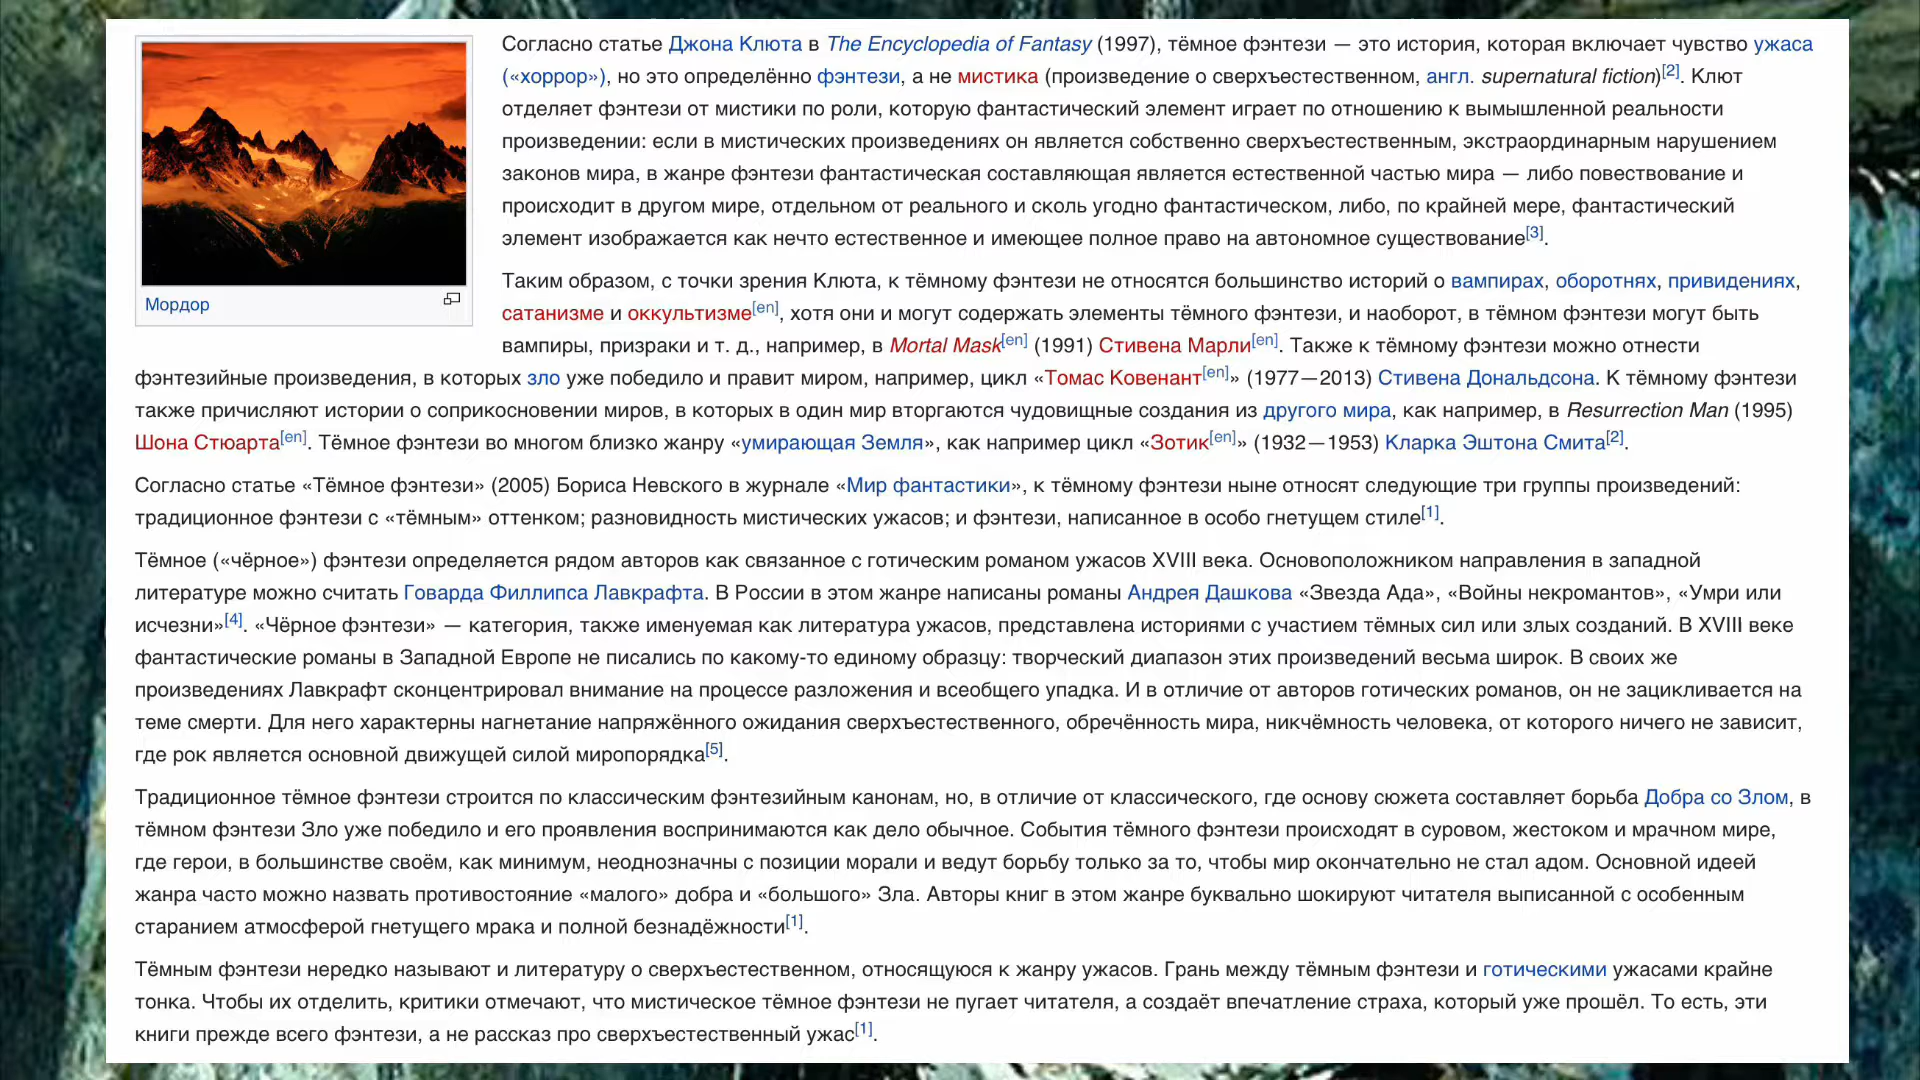 Согласно статье Джона Клюта в The Encyclopedia of Fantasy (1997), тёмное фэнтези — это история, которая включает чувство ужаса
(«хоррор»), но это определённо фэнтези, а не мистика (произведение о сверхъестественном, англ. supernatural fiction)[2]. Клют
отделяет фэнтези от мистики по роли, которую фантастический элемент играет по отношению к вымышленной реальности
произведении: если в мистических произведениях он является собственно сверхъестественным, экстраординарным нарушением
законов мира, в жанре фэнтези фантастическая составляющая является естественной частью мира — либо повествование и
происходит в другом мире, отдельном от реального и сколь угодно фантастическом, либо, по крайней мере, фантастический
элемент изображается как нечто естественное и имеющее полное право на автономное существование[3].
Мордор
Таким образом, с точки зрения Клюта, к тёмному фэнтези не относятся большинство историй о вампирах, оборотнях, привидениях,
сатанизме и оккультизме[en], хотя они и могут содержать элементы тёмного фэнтези, и наоборот, в тёмном фэнтези могут быть
вампиры, призраки и т. д., например, в Mortal Mask[en] (1991) Стивена Марли[en]. Также к тёмному фэнтези можно отнести
фэнтезийные произведения, в которых зло уже победило и правит миром, например, цикл «Томас Ковенант[en]» (1977—2013) Стивена Дональдсона. К тёмному фэнтези
также причисляют истории о соприкосновении миров, в которых в один мир вторгаются чудовищные создания из другого мира, как например, в Resurrection Man (1995)
Шона Стюарта[en]. Тёмное фэнтези во многом близко жанру «умирающая Земля», как например цикл «Зотик[en]» (1932—1953) Кларка Эштона Смита[2].
Согласно статье «Тёмное фэнтези» (2005) Бориса Невского в журнале «Мир фантастики», к тёмному фэнтези ныне относят следующие три группы произведений:
традиционное фэнтези с «тёмным» оттенком; разновидность мистических ужасов; и фэнтези, написанное в особо гнетущем стиле[1].
Тёмное («чёрное») фэнтези определяется рядом авторов как связанное с готическим романом ужасов XVIII века. Основоположником направления в западной
литературе можно считать Говарда Филлипса Лавкрафта. В России в этом жанре написаны романы Андрея Дашкова «Звезда Ада», «Войны некромантов», «Умри или
исчезни»[4]. «Чёрное фэнтези» — категория, также именуемая как литература ужасов, представлена историями с участием тёмных сил или злых созданий. В XVIII веке
фантастические романы в Западной Европе не писались по какому-то единому образцу: творческий диапазон этих произведений весьма широк. В своих же
произведениях Лавкрафт сконцентрировал внимание на процессе разложения и всеобщего упадка. И в отличие от авторов готических романов, он не зацикливается на
теме смерти. Для него характерны нагнетание напряжённого ожидания сверхъестественного, обречённость мира, никчёмность человека, от которого ничего не зависит,
где рок является основной движущей силой миропорядка[5].
Традиционное тёмное фэнтези строится по классическим фэнтезийным канонам, но, в отличие от классического, где основу сюжета составляет борьба Добра со Злом, в
тёмном фэнтези Зло уже победило и его проявления воспринимаются как дело обычное. События тёмного фэнтези происходят в суровом, жестоком и мрачном мире,
где герои, в большинстве своём, как минимум, неоднозначны с позиции морали и ведут борьбу только за то, чтобы мир окончательно не стал адом. Основной идеей
жанра часто можно назвать противостояние «малого» добра и «большого» Зла. Авторы книг в этом жанре буквально шокируют читателя выписанной с особенным
старанием атмосферой гнетущего мрака и полной безнадёжности[1].
Тёмным фэнтези нередко называют и литературу о сверхъестественном, относящуюся к жанру ужасов. Грань между тёмным фэнтези и готическими ужасами крайне
тонка. Чтобы их отделить, критики отмечают, что мистическое тёмное фэнтези не пугает читателя, а создаёт впечатление страха, который уже прошёл. То есть, эти
книги прежде всего фэнтези, а не рассказ про сверхъестественный ужас[1].